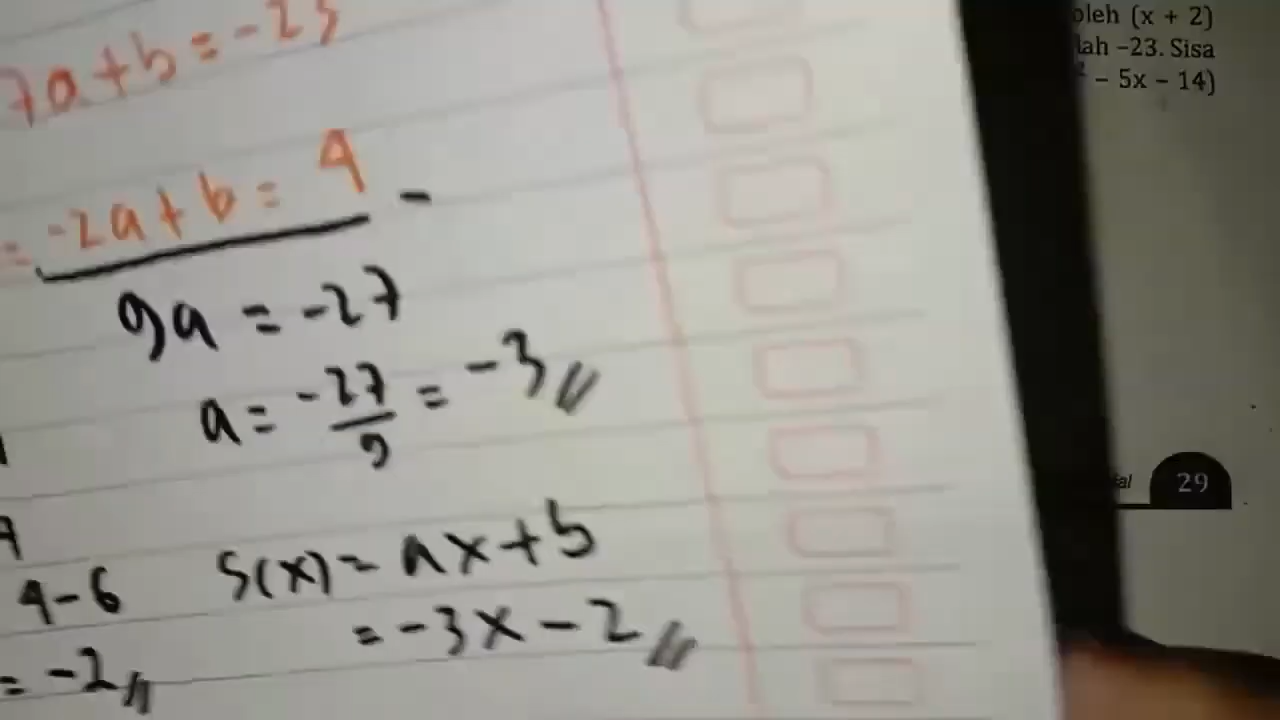 7a+b=-23
= -2a+b= 4 -
9a = -27
a= -27/9 = -3 //
4-6
= -2 //
S(x)= ax+b
= -3x-2 //
oleh (x + 2)
lah –23. Sisa
² – 5x – 14)
29